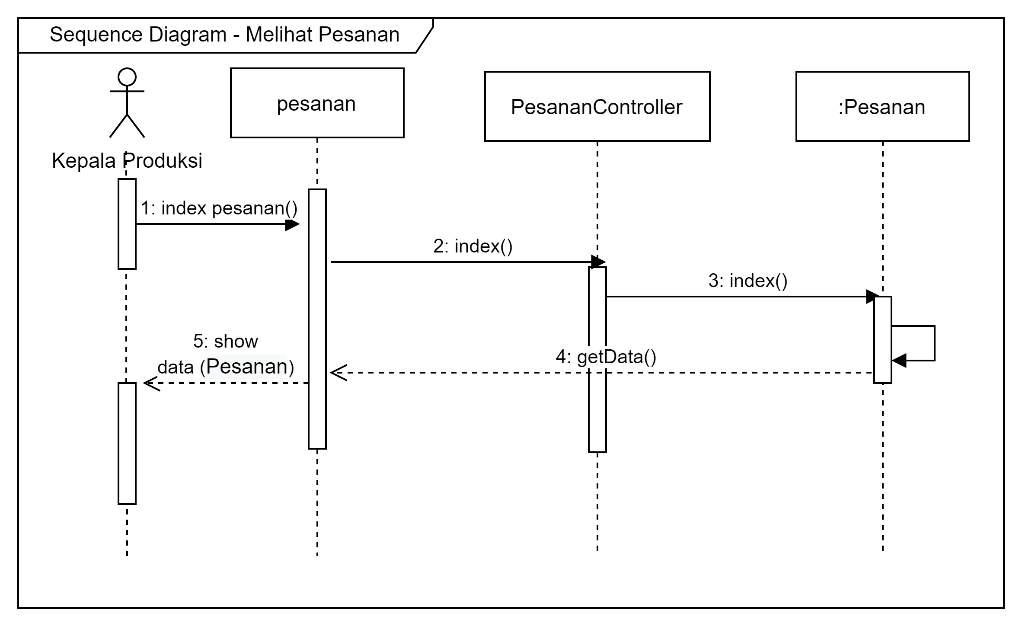 Sequence Diagram - Melihat Pesanan
pesanan
PesananController
:Pesanan
Kepala Produksi
1: index pesanan()
2: index()
3: index()
4: getData()
5: show
data (Pesanan)